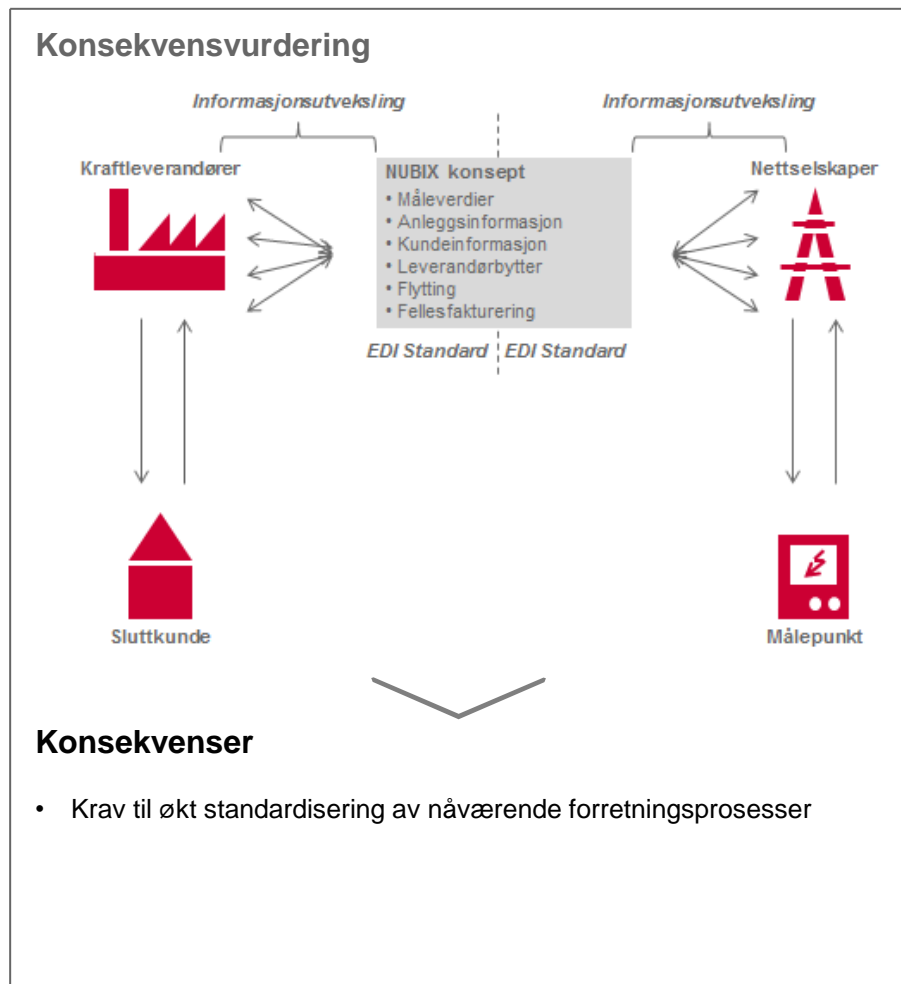 Konsekvensvurdering
Informasjonsutveksling
Informasjonsutveksling
Kraftleverandører
NUBIX konsept
Nettselskaper
• Måleverdier
• Anleggsinformasjon
• Kundeinformasjon
• Leverandørbytter
• Flytting
• Fellesfakturering
EDI Standard
EDI Standard
Sluttkunde
Målepunkt
Konsekvenser
• Krav til økt standardisering av nåværende forretningsprosesser